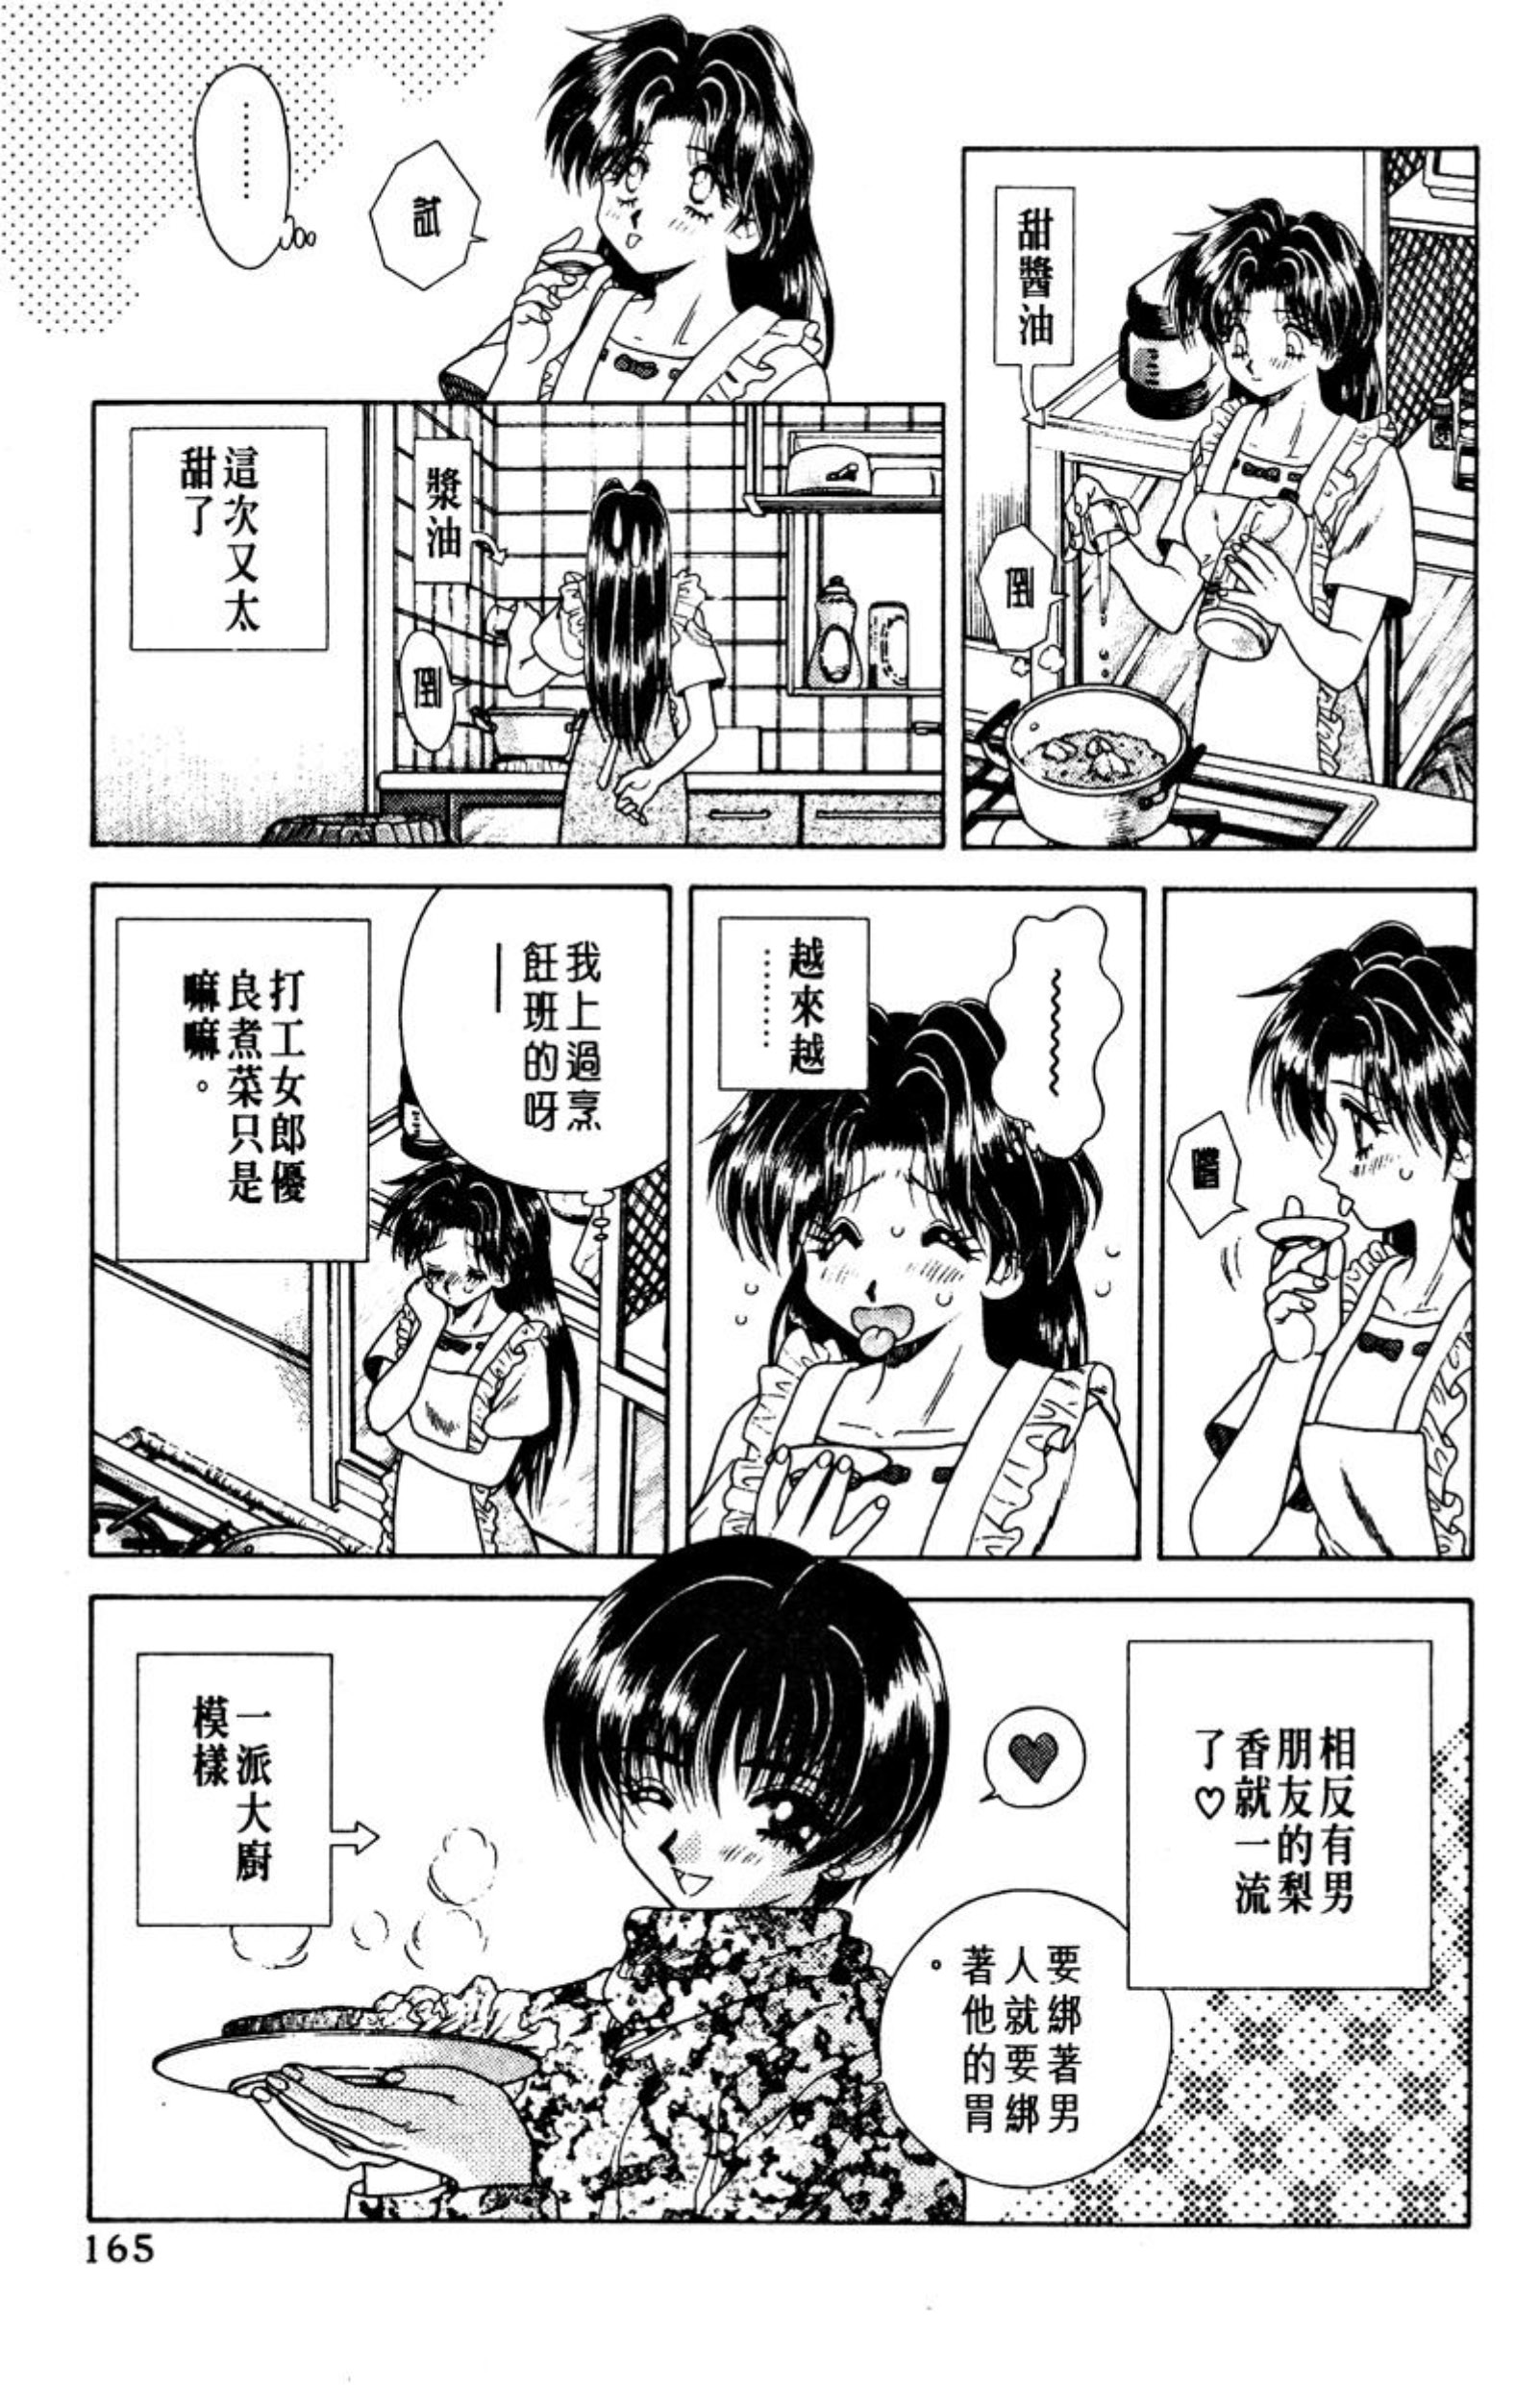 甜醬油
倒
試
………
這次又太
甜了
漿油
倒
嚐
越來越
………
我上過烹
飪班的呀
——
打工女郎優
良煮菜只是
嘛嘛。
相反有男
朋友的梨
香就一流
了♡
♥
要綁著男
人就要綁
著他的胃
。
一派大廚
模樣
165